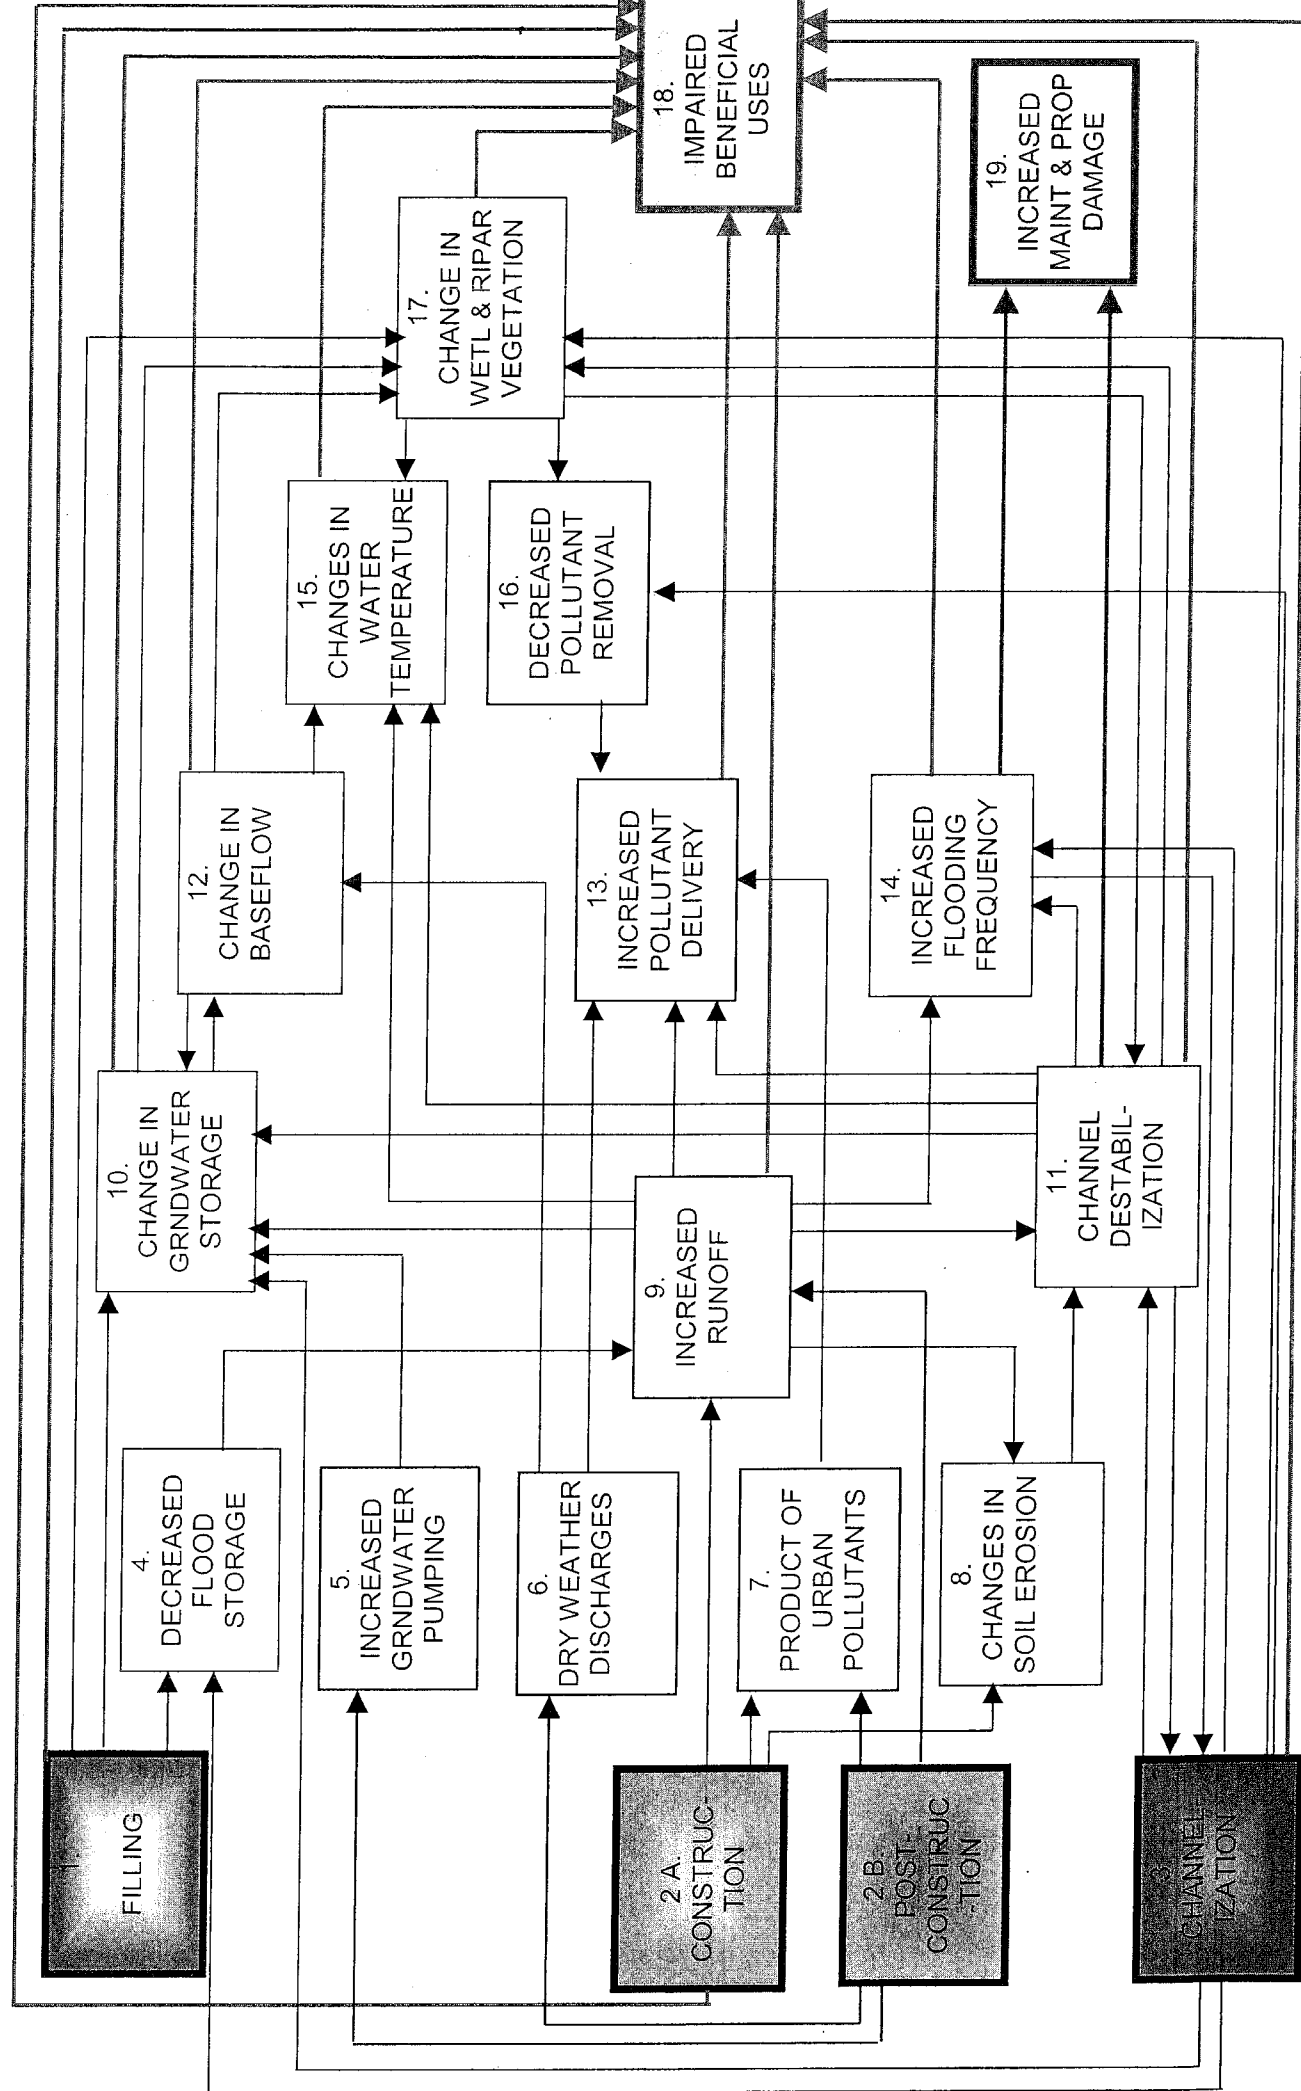 1.
FILLING
2 A.
CONSTRUC-
TION
2.B.
POST-
CONSTRUC
-TION
3.
CHANNEL
IZATION
4.
DECREASED
FLOOD
STORAGE
5.
INCREASED
GRNDWATER
PUMPING
6.
DRY WEATHER
DISCHARGES
7.
PRODUCT OF
URBAN
POLLUTANTS
8.
CHANGES IN
SOIL EROSION
9.
INCREASED
RUNOFF
10.
CHANGE IN
GRNDWATER
STORAGE
11.
CHANNEL
DESTABIL-
IZATION
12.
CHANGE IN
BASEFLOW
13.
INCREASED
POLLUTANT
DELIVERY
14.
INCREASED
FLOODING
FREQUENCY
15.
CHANGES IN
WATER
TEMPERATURE
16.
DECREASED
POLLUTANT
REMOVAL
17.
CHANGE IN
WETL & RIPAR
VEGETATION
18.
IMPAIRED
BENEFICIAL
USES
19.
INCREASED
MAINT & PROP
DAMAGE